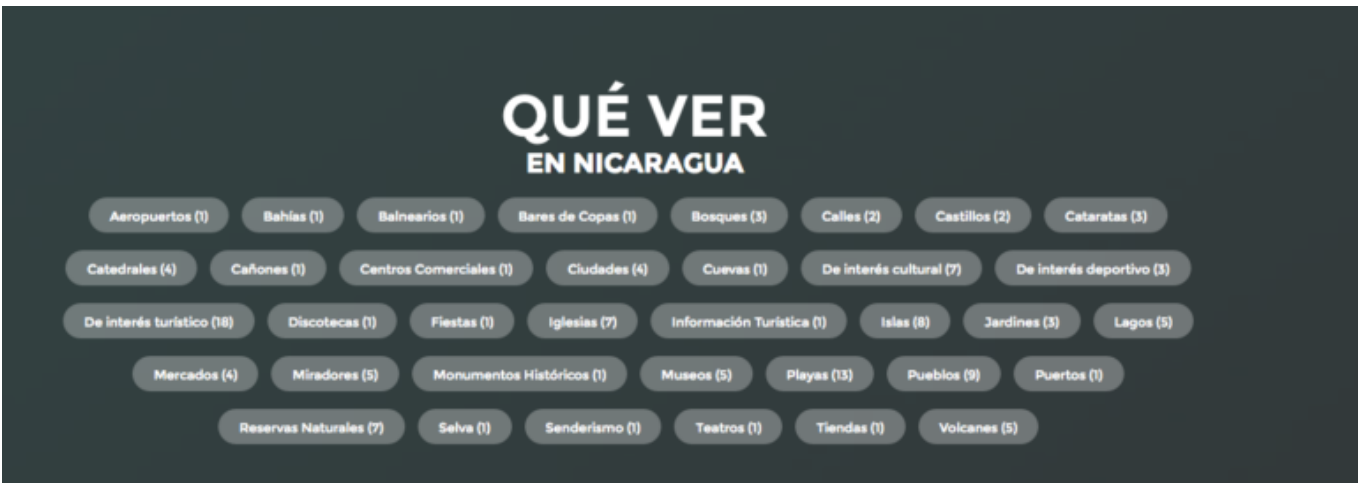 QUÉ VER
EN NICARAGUA
Aeropuertos (1) Bahías (1) Balnearios (1) Bares de Copas (1) Bosques (3) Calles (2) Castillos (2) Cataratas (3)
Catedrales (4) Cañones (1) Centros Comerciales (1) Ciudades (4) Cuevas (1) De interés cultural (7) De interés deportivo (3)
De interés turístico (18) Discotecas (1) Fiestas (1) Iglesias (7) Información Turística (1) Islas (8) Jardines (3) Lagos (5)
Mercados (4) Miradores (5) Monumentos Históricos (1) Museos (5) Playas (13) Pueblos (9) Puertos (1)
Reservas Naturales (7) Selva (1) Senderismo (1) Teatros (1) Tiendas (1) Volcanes (5)